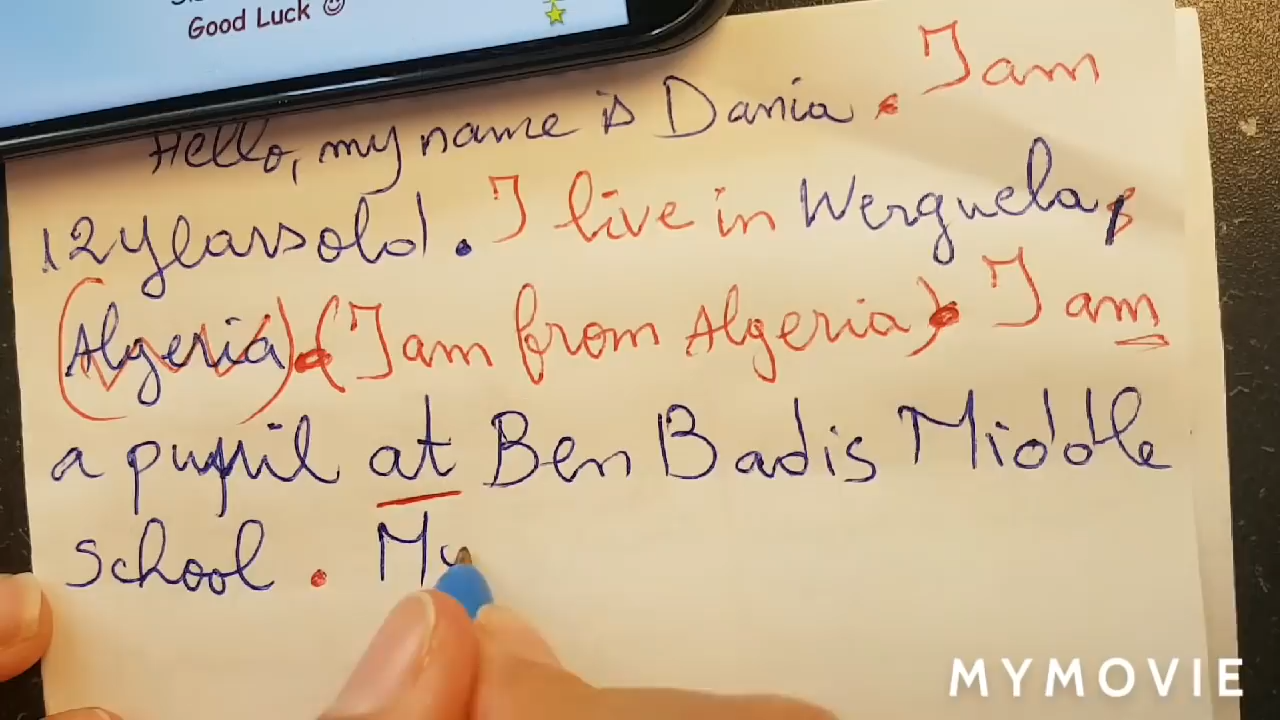 Good Luck ☺
Hello, my name is Dania. I am
12 years old. I live in Werguela,
(Algeria). (I am from Algeria). I am
a pupil at Ben Badis Middle
school. My
MYMOVIE